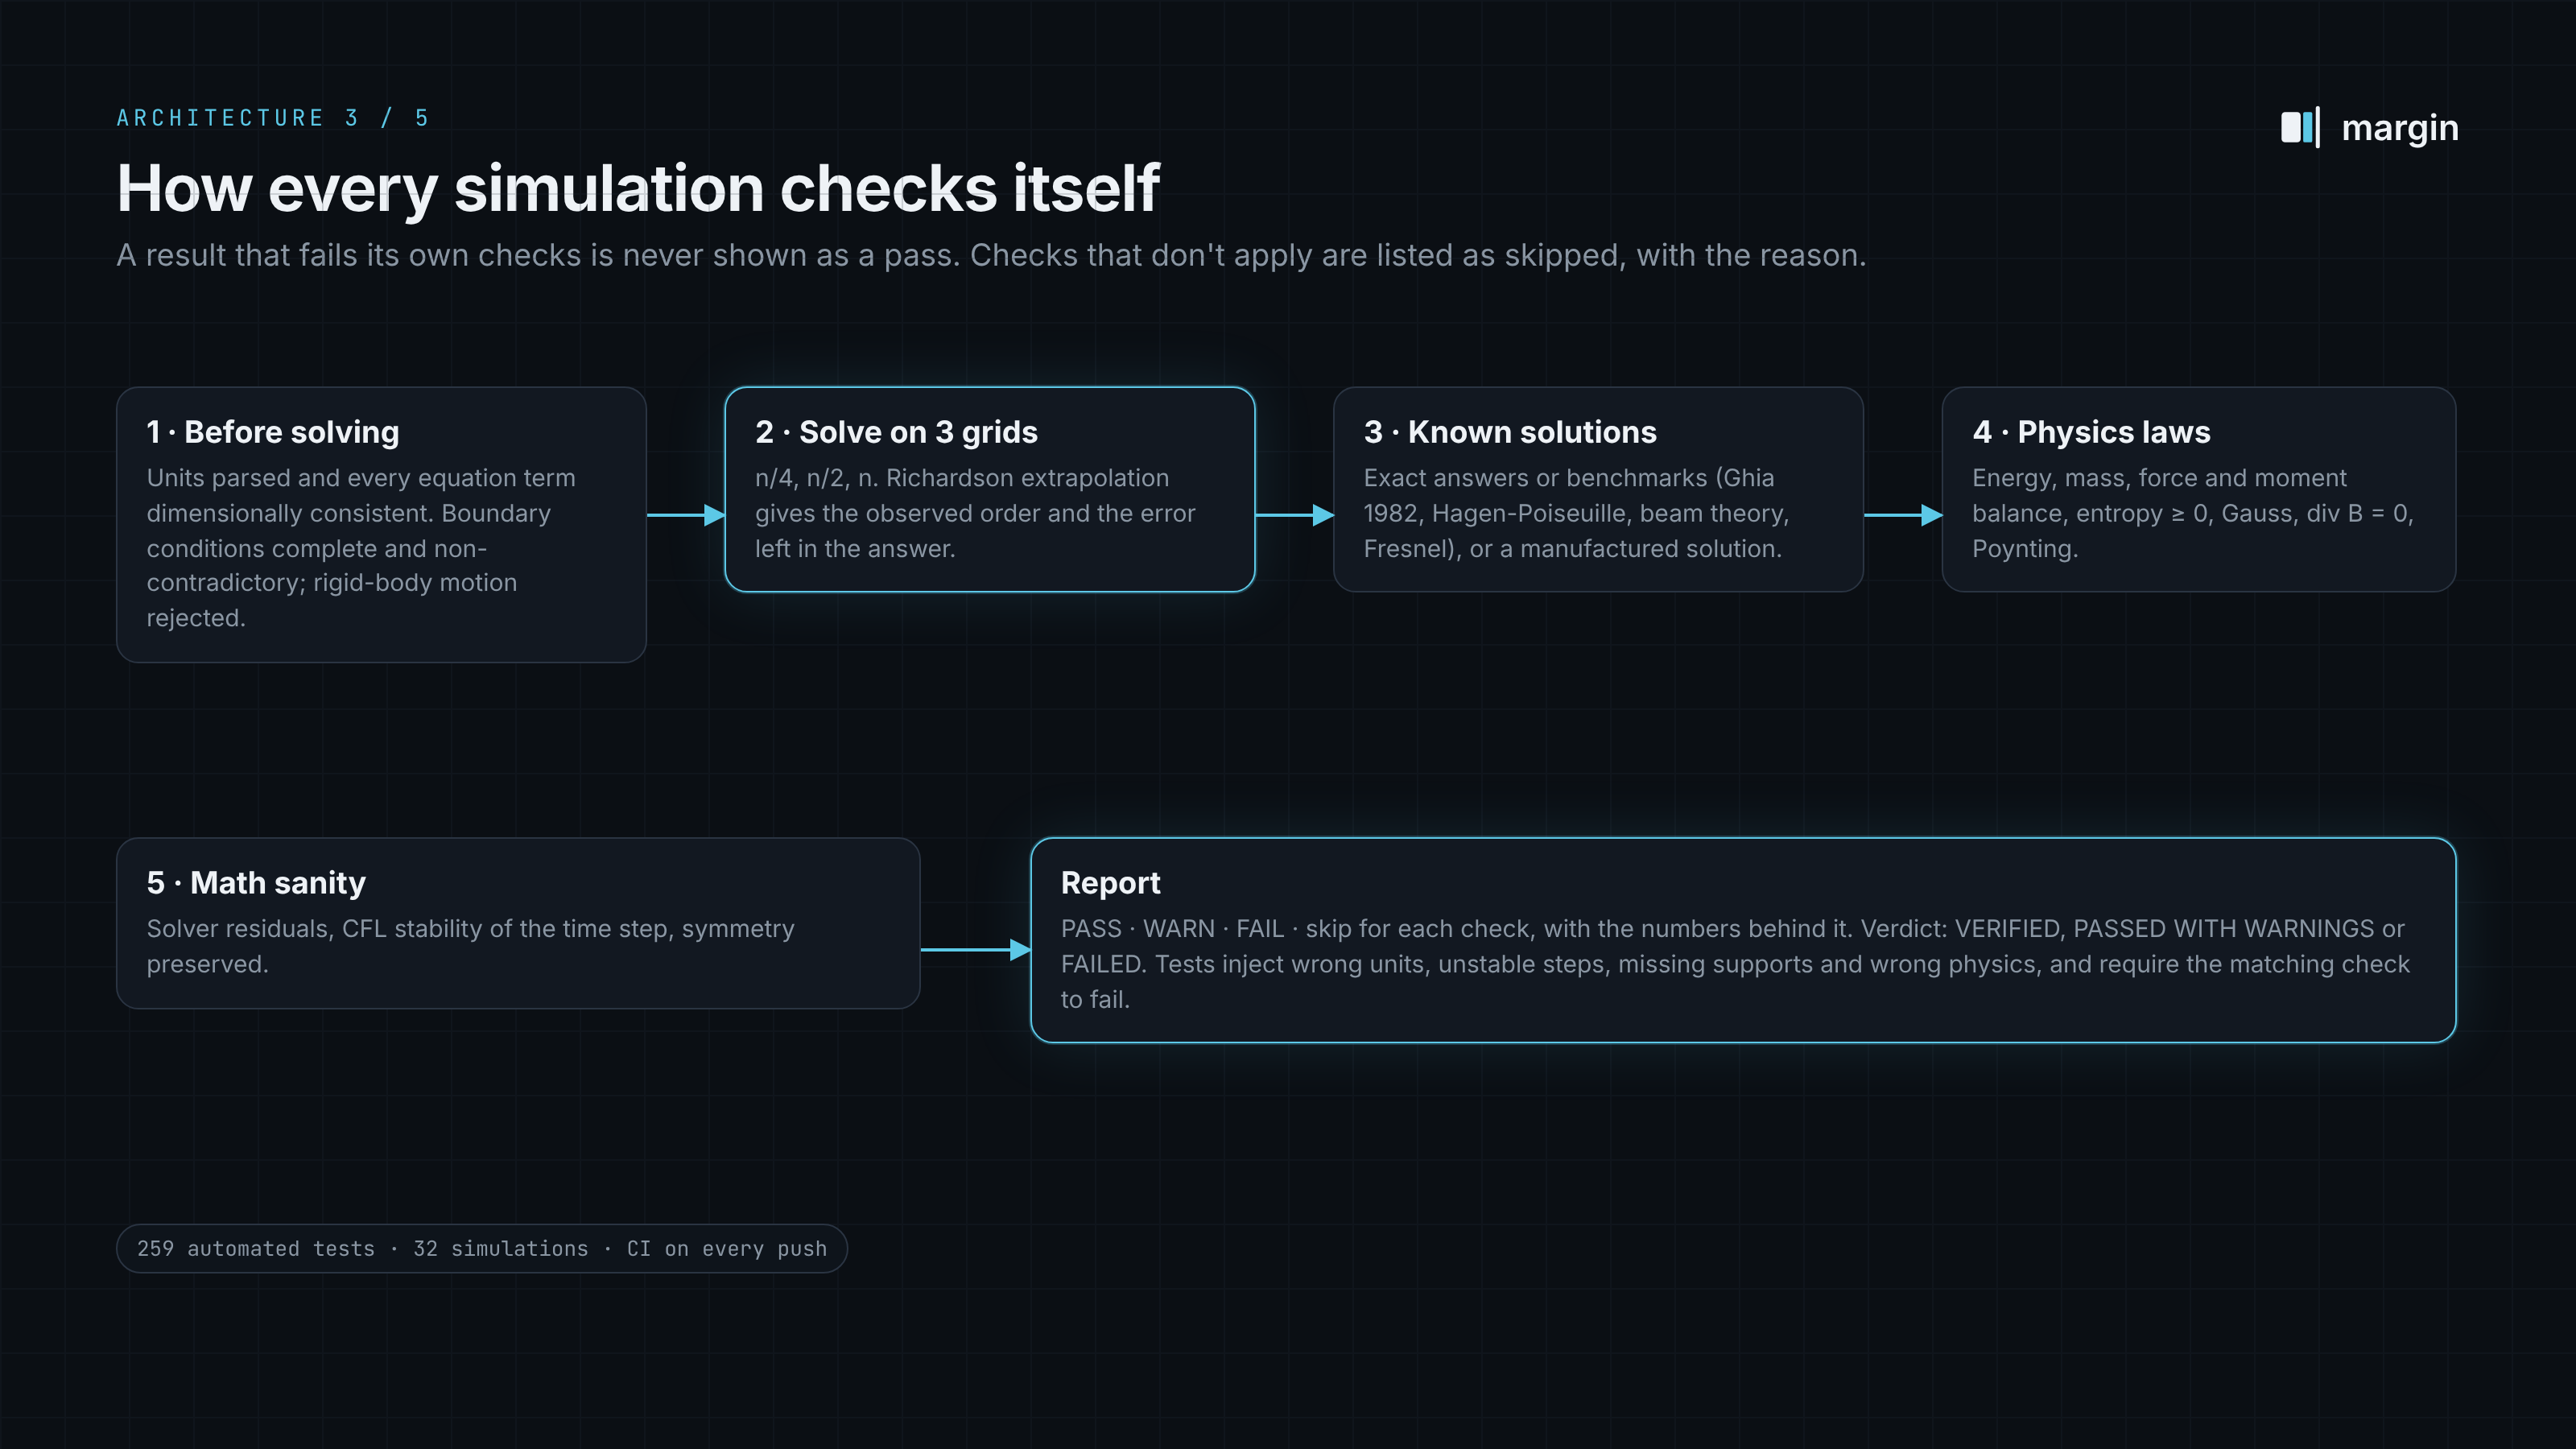 ARCHITECTURE 3 / 5
margin
How every simulation checks itself
A result that fails its own checks is never shown as a pass. Checks that don't apply are listed as skipped, with the reason.
1 · Before solving
Units parsed and every equation term
dimensionally consistent. Boundary
conditions complete and non-
contradictory; rigid-body motion
rejected.
2 · Solve on 3 grids
n/4, n/2, n. Richardson extrapolation
gives the observed order and the error
left in the answer.
3 · Known solutions
Exact answers or benchmarks (Ghia
1982, Hagen-Poiseuille, beam theory,
Fresnel), or a manufactured solution.
4 · Physics laws
Energy, mass, force and moment
balance, entropy ≥ 0, Gauss, div B = 0,
Poynting.
5 · Math sanity
Solver residuals, CFL stability of the time step, symmetry
preserved.
Report
PASS · WARN · FAIL · skip for each check, with the numbers behind it. Verdict: VERIFIED, PASSED WITH WARNINGS or
FAILED. Tests inject wrong units, unstable steps, missing supports and wrong physics, and require the matching check
to fail.
259 automated tests · 32 simulations · CI on every push